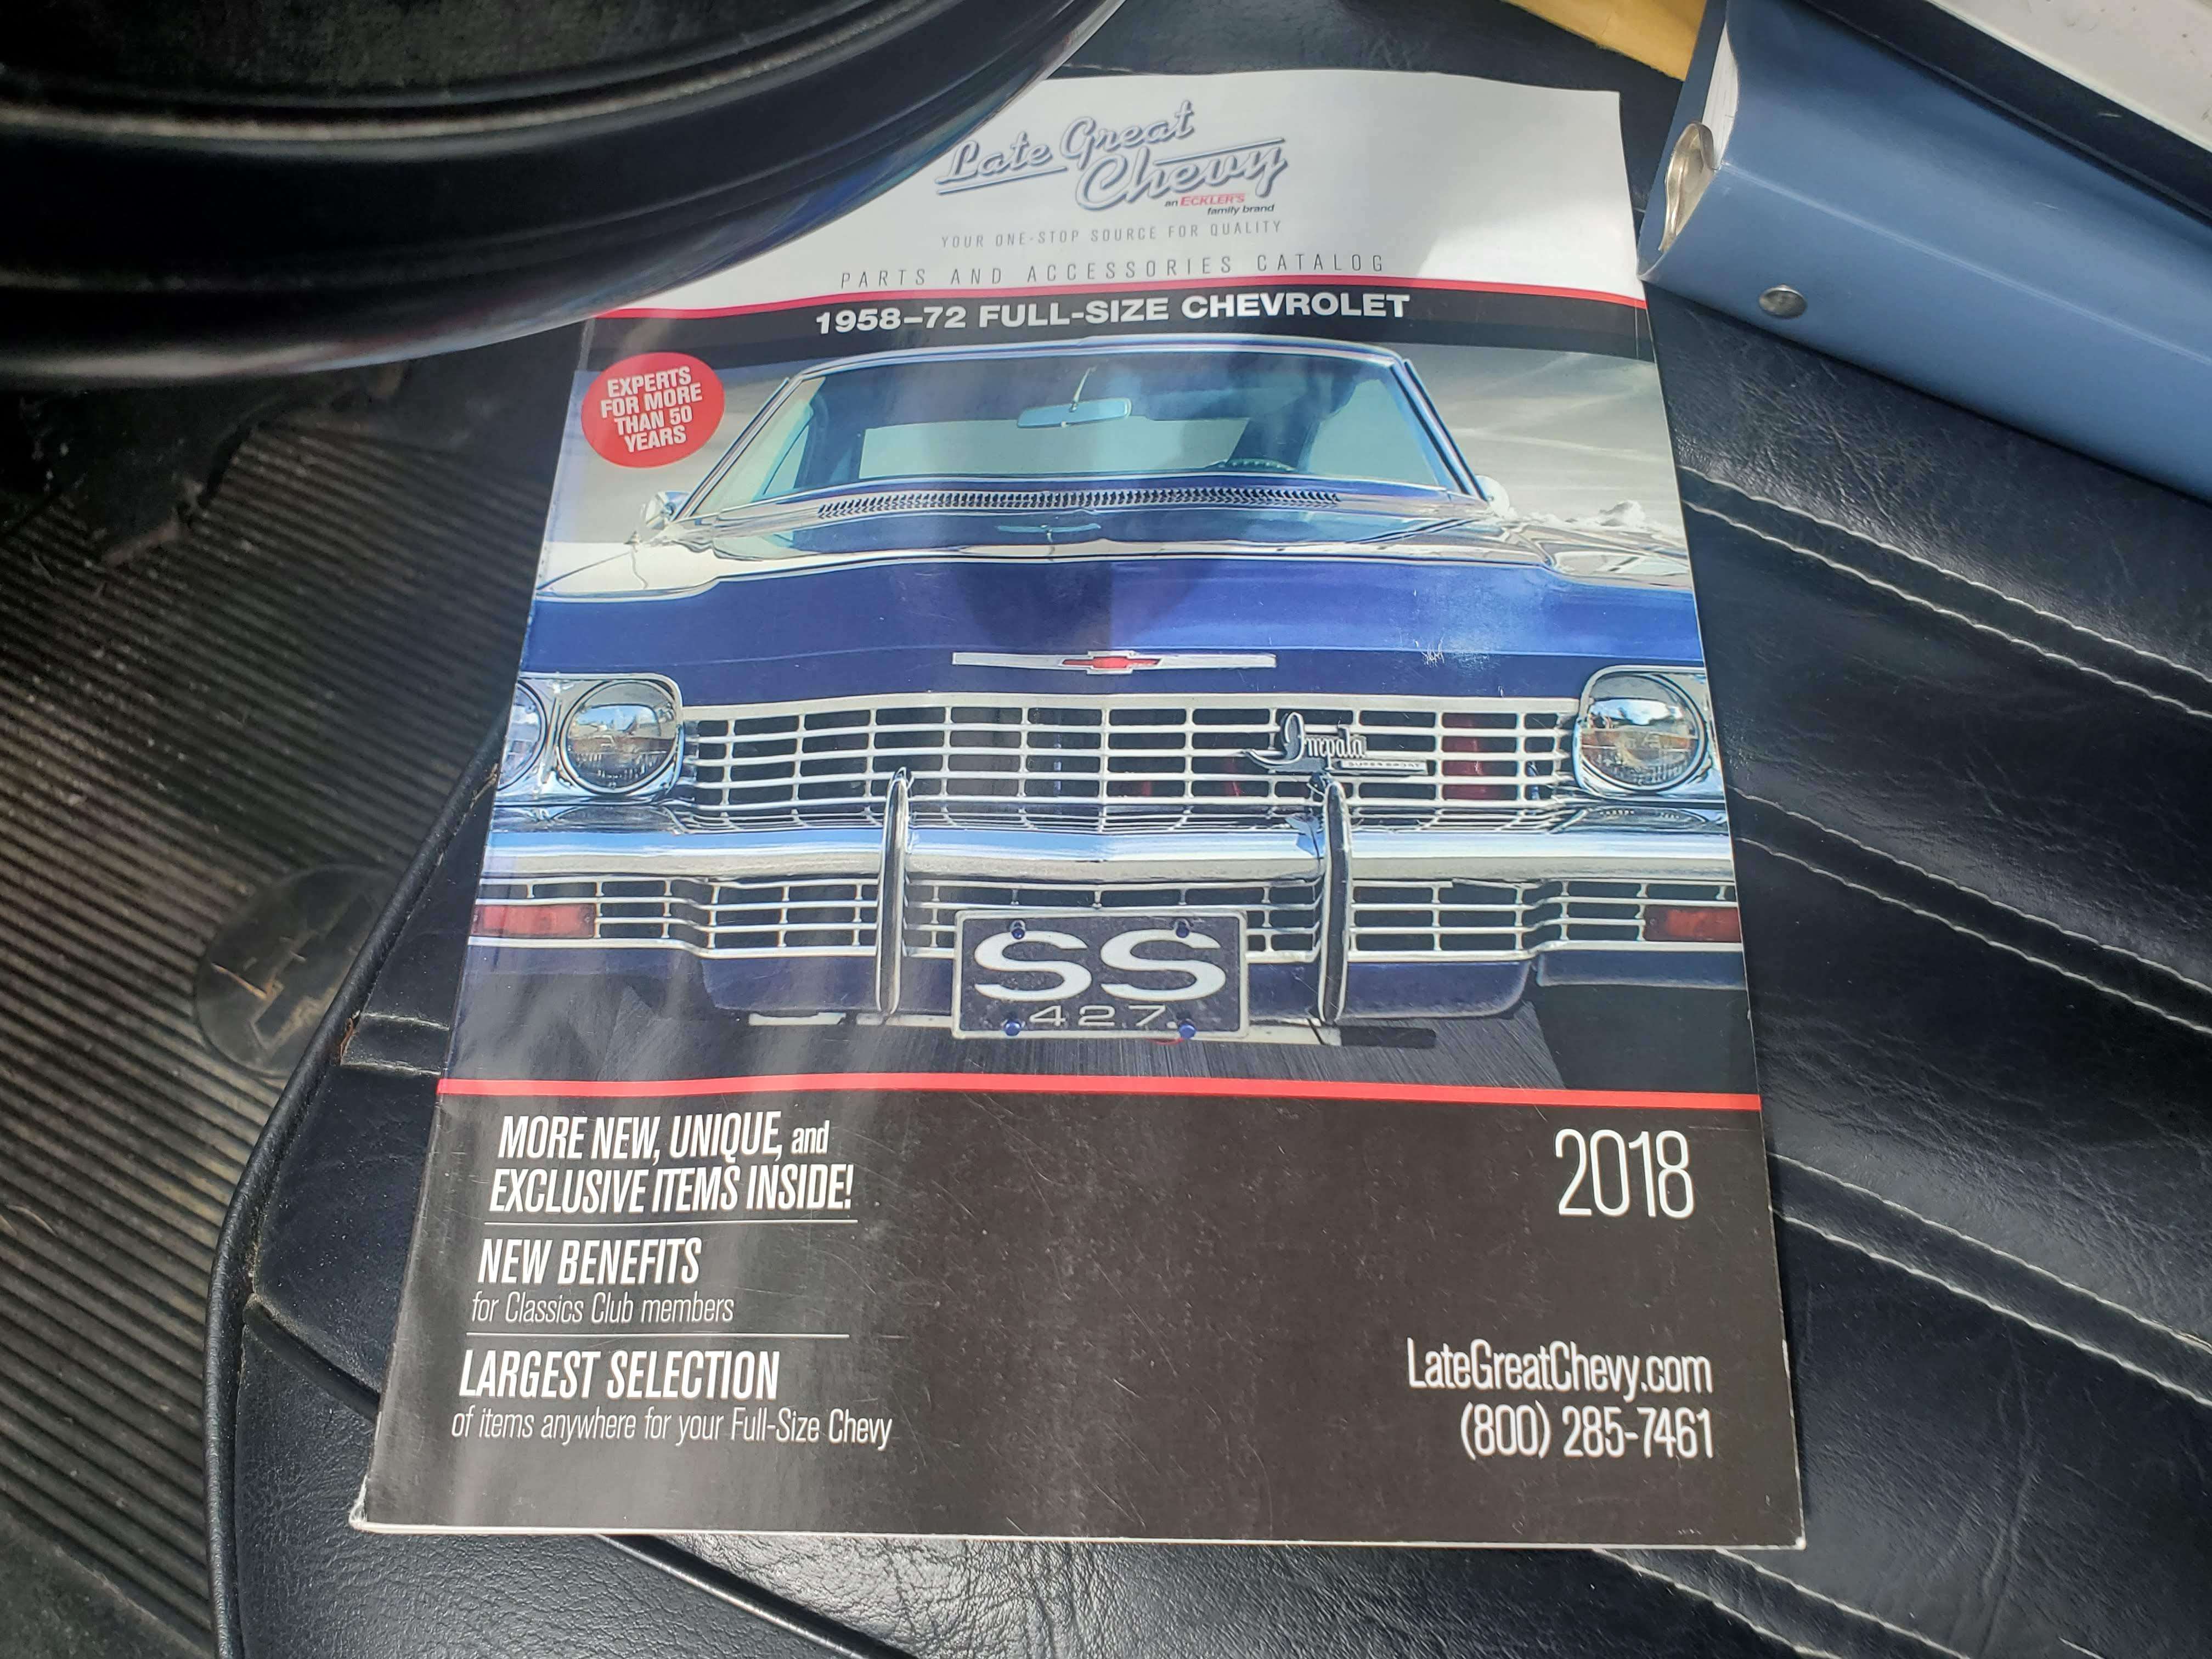 Late Great
Chevy
an ECKLER'S
family brand
YOUR ONE-STOP SOURCE FOR QUALITY
PARTS AND ACCESSORIES CATALOG
1958–72 FULL-SIZE CHEVROLET
EXPERTS
FOR MORE
THAN 50
YEARS
Impala
SUPER SPORT
SS
427
MORE NEW, UNIQUE, and
EXCLUSIVE ITEMS INSIDE!
NEW BENEFITS
for Classics Club members
LARGEST SELECTION
of items anywhere for your Full-Size Chevy
2018
LateGreatChevy.com
(800) 285-7461